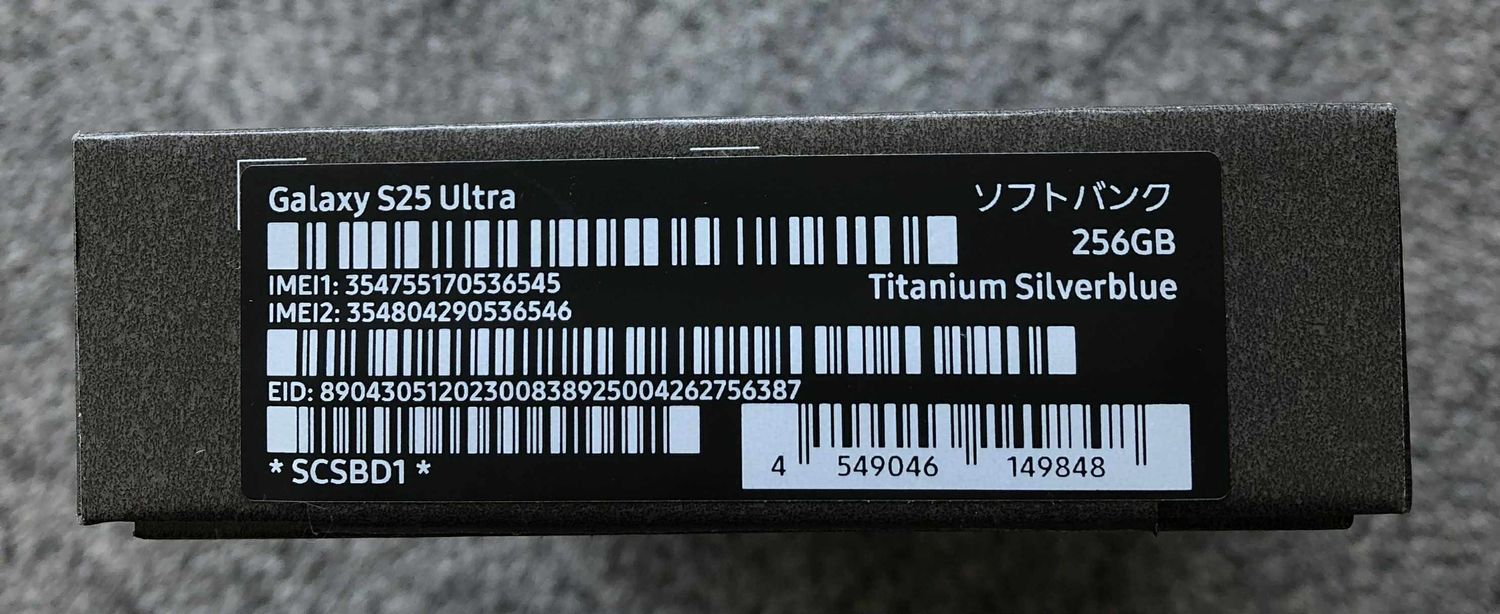 Galaxy S25 Ultra
ソフトバンク
256GB
Titanium Silverblue
IMEI1: 354755170536545
IMEI2: 354804290536546
EID: 89043051202300838925004262756387
* SCSBD1 *
4 549046 149848